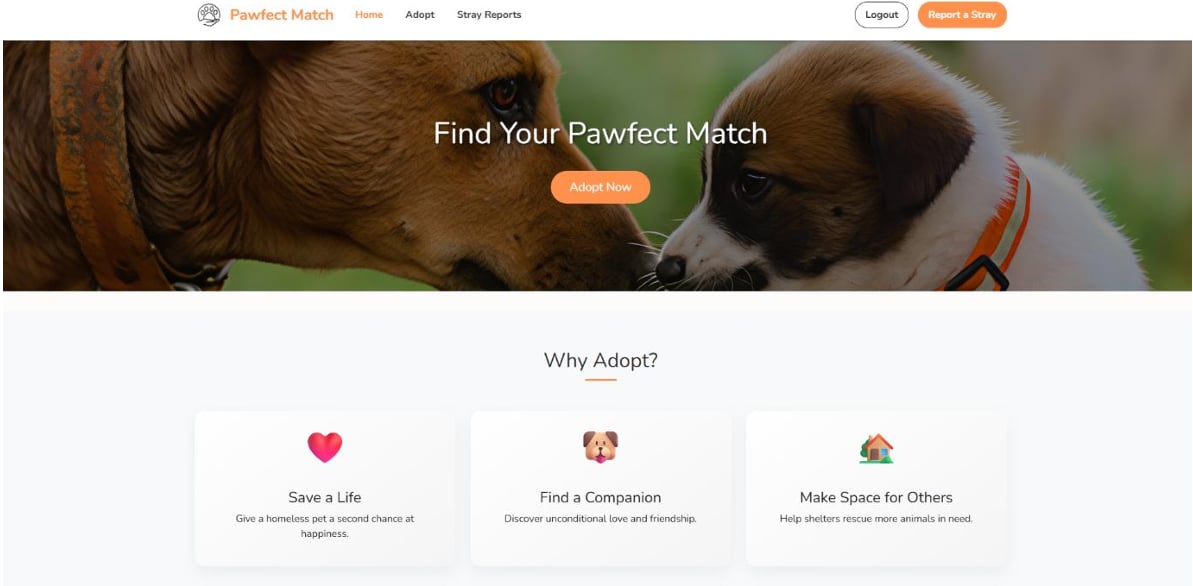 Pawfect Match Home Adopt Stray Reports Logout Report a Stray
Find Your Pawfect Match
Adopt Now
Why Adopt?
Save a Life
Give a homeless pet a second chance at
happiness.
Find a Companion
Discover unconditional love and friendship.
Make Space for Others
Help shelters rescue more animals in need.